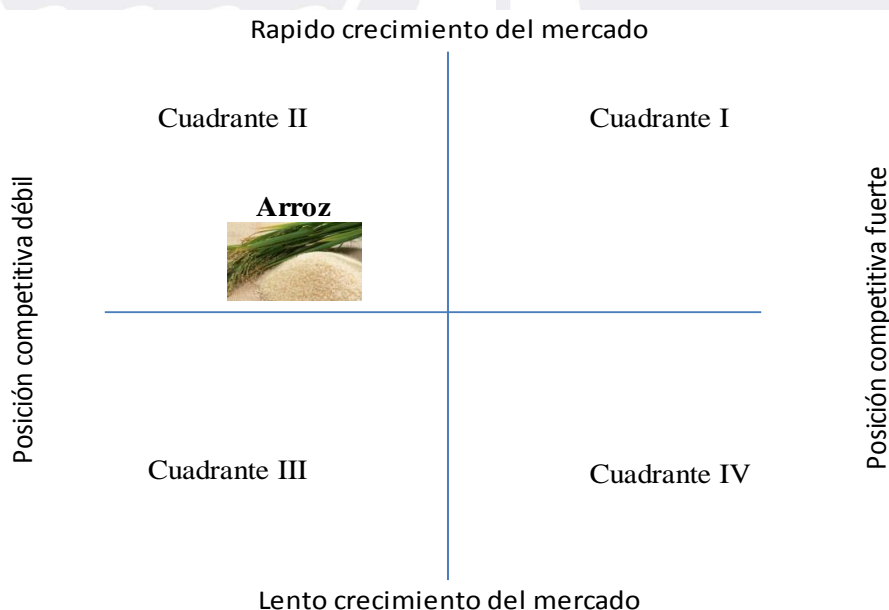 Rapido crecimiento del mercado
Cuadrante II
Cuadrante I
Posición competitiva débil
Arroz
Posición competitiva fuerte
Cuadrante III
Cuadrante IV
Lento crecimiento del mercado